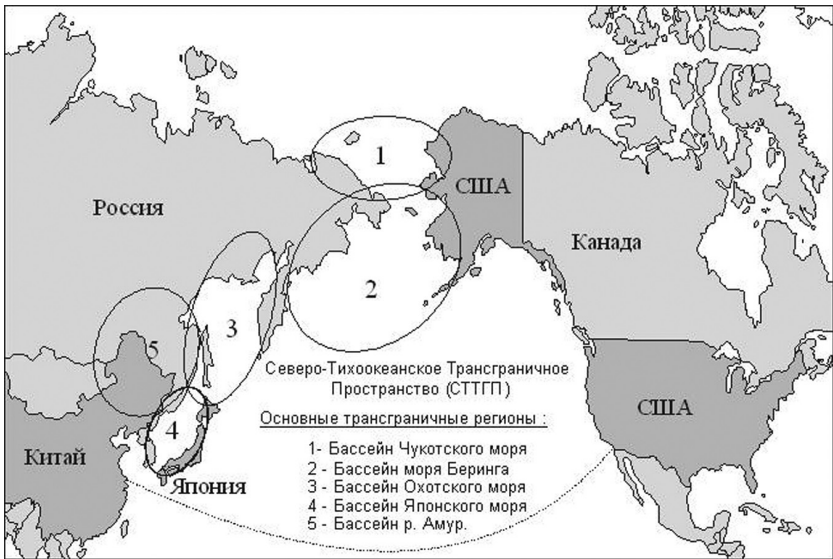 1
США
Россия
Канада
2
3
5
Северо-Тихоокеанское Трансграничное
Пространство (СТТГП)
Основные трансграничные регионы :
США
4
1- Бассейн Чукотского моря
Китай
2 - Бассейн моря Беринга
Япония
3 - Бассейн Охотского моря
4 - Бассейн Японского моря
5 - Бассейн р. Амур.